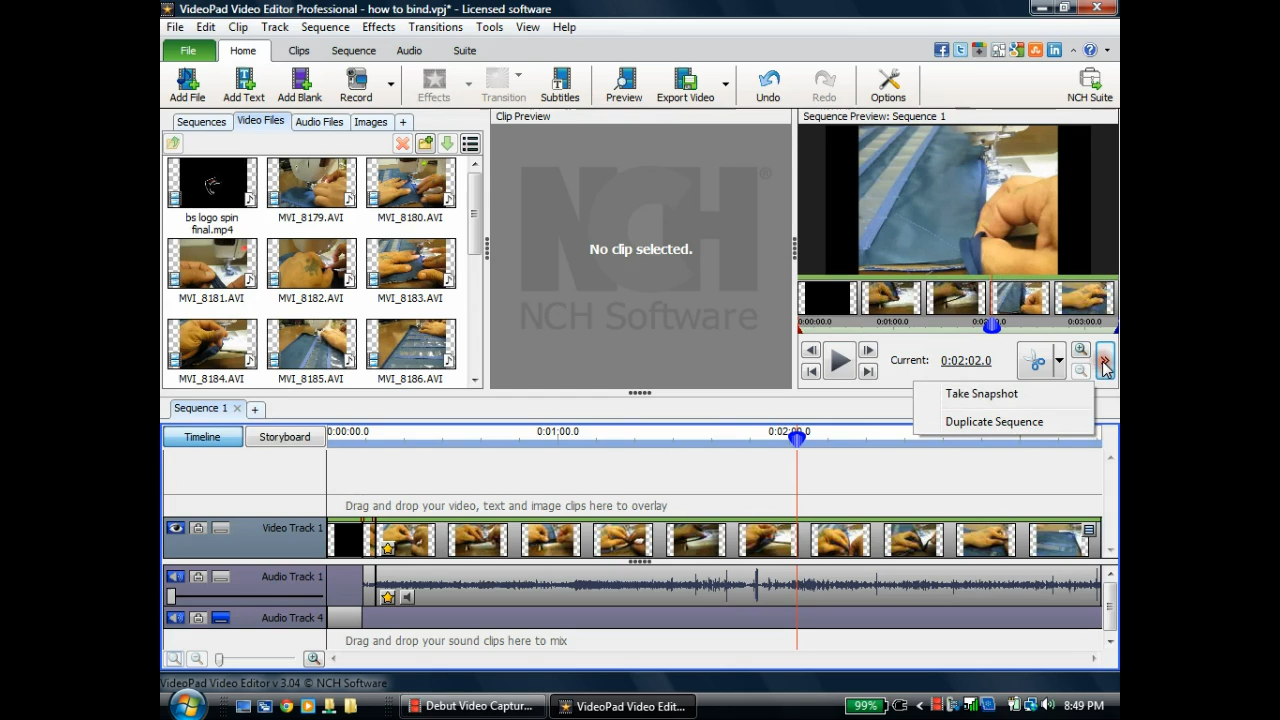 VideoPad Video Editor Professional - how to bind.vpj* - Licensed software
File Edit Clip Track Sequence Effects Transitions Tools View Help
File Home Clips Sequence Audio Suite
Add File Add Text Add Blank Record Effects Transition Subtitles Preview Export Video Undo Redo Options NCH Suite
Sequences Video Files Audio Files Images +
Clip Preview
Sequence Preview: Sequence 1
bs logo spin final.mp4
MVI_8179.AVI
MVI_8180.AVI
MVI_8181.AVI
MVI_8182.AVI
MVI_8183.AVI
MVI_8184.AVI
MVI_8185.AVI
MVI_8186.AVI
NCH ®
No clip selected.
NCH Software
0:00:00.0 0:01:00.0 0:03:00.0
Current: 0:02:02.0
Take Snapshot
Duplicate Sequence
Sequence 1 +
Timeline Storyboard
0:00:00.0 0:01:00.0
Drag and drop your video, text and image clips here to overlay
Video Track 1
Audio Track 1
Audio Track 4
Drag and drop your sound clips here to mix
VideoPad Video Editor v 3.04 © NCH Software
Debut Video Captur... VideoPad Video Edit... 99% 8:49 PM